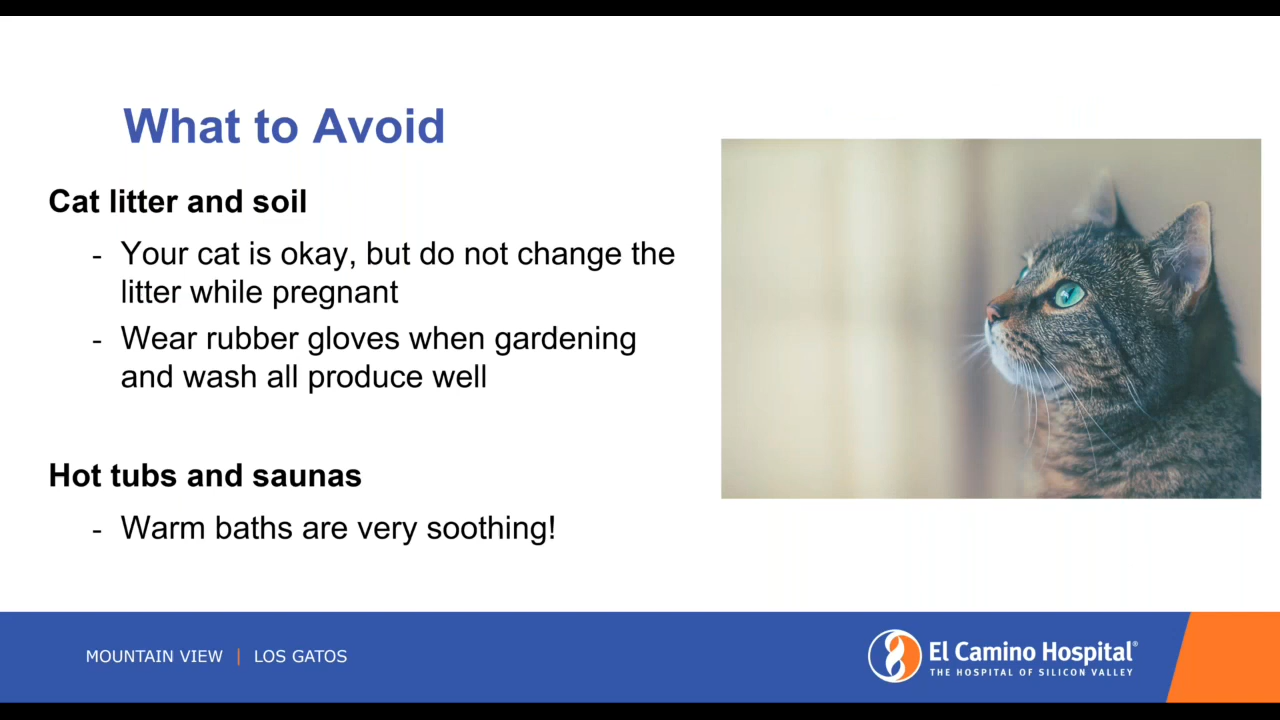 What to Avoid
Cat litter and soil
- Your cat is okay, but do not change the
litter while pregnant
- Wear rubber gloves when gardening
and wash all produce well
Hot tubs and saunas
- Warm baths are very soothing!
MOUNTAIN VIEW | LOS GATOS
El Camino Hospital®
THE HOSPITAL OF SILICON VALLEY